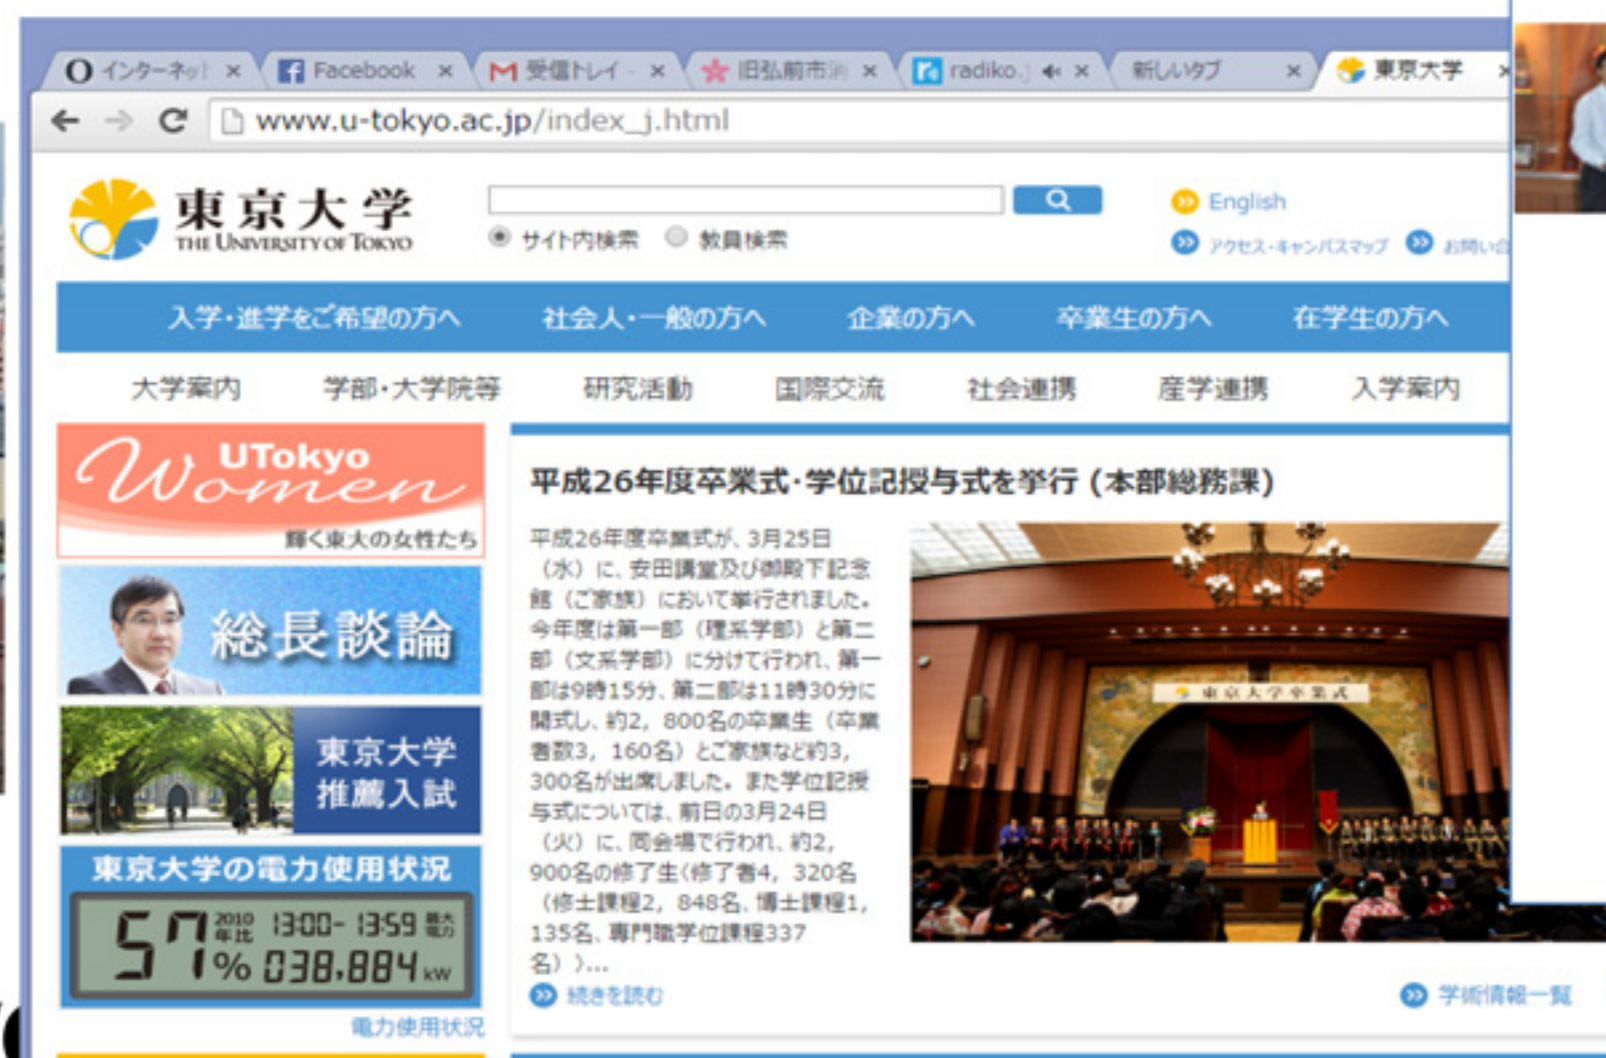 インターネット
Facebook
受信トレイ -
旧弘前市消
radiko.j
新しいタブ
東京大学
www.u-tokyo.ac.jp/index_j.html
東京大学
THE UNIVERSITY OF TOKYO
サイト内検索
教員検索
English
アクセス・キャンパスマップ
お問い合
入学・進学をご希望の方へ
社会人・一般の方へ
企業の方へ
卒業生の方へ
在学生の方へ
大学案内
学部・大学院等
研究活動
国際交流
社会連携
産学連携
入学案内
UTokyo
Women
輝く東大の女性たち
総長談論
東京大学
推薦入試
東京大学の電力使用状況
57% 2010年比 13:00-13:59 最大電力
038,884kW
電力使用状況
平成26年度卒業式・学位記授与式を挙行 (本部総務課)
平成26年度卒業式が、3月25日
（水）に、安田講堂及び御殿下記念
館（ご家族）において挙行されました。
今年度は第一部（理系学部）と第二
部（文系学部）に分けて行われ、第一
部は9時15分、第二部は11時30分に
開式し、約2，800名の卒業生（卒業
者数3，160名）とご家族など約3，
300名が出席しました。また学位記授
与式については、前日の3月24日
（火）に、同会場で行われ、約2，
900名の修了生〈修了者4，320名
（修士課程2，848名、博士課程1，
135名、専門職学位課程337
名）〉...
続きを読む
東京大学卒業式
学術情報一覧